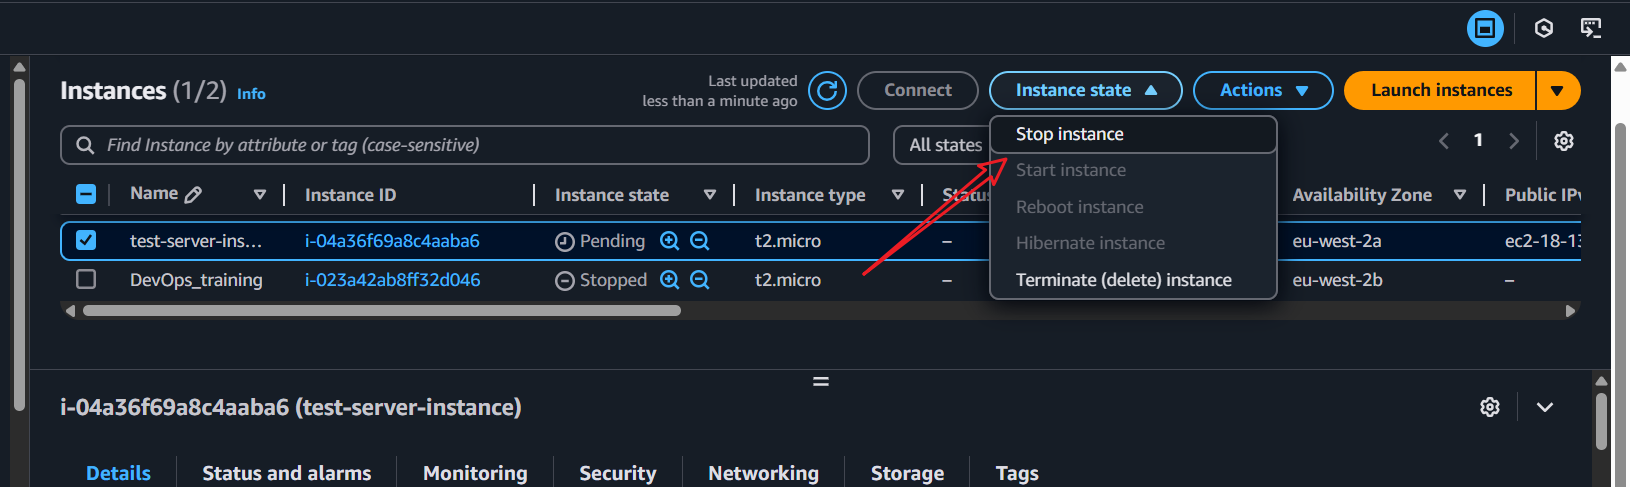 Instances (1/2) Info
Last updated
less than a minute ago
Connect
Instance state
Actions
Launch instances
Find Instance by attribute or tag (case-sensitive)
All states
1
Stop instance
Start instance
Reboot instance
Hibernate instance
Terminate (delete) instance
Name Instance ID Instance state Instance type Status Availability Zone Public IPv
test-server-ins... i-04a36f69a8c4aaba6 Pending t2.micro – eu-west-2a ec2-18-13
DevOps_training i-023a42ab8ff32d046 Stopped t2.micro – eu-west-2b –
i-04a36f69a8c4aaba6 (test-server-instance)
Details Status and alarms Monitoring Security Networking Storage Tags